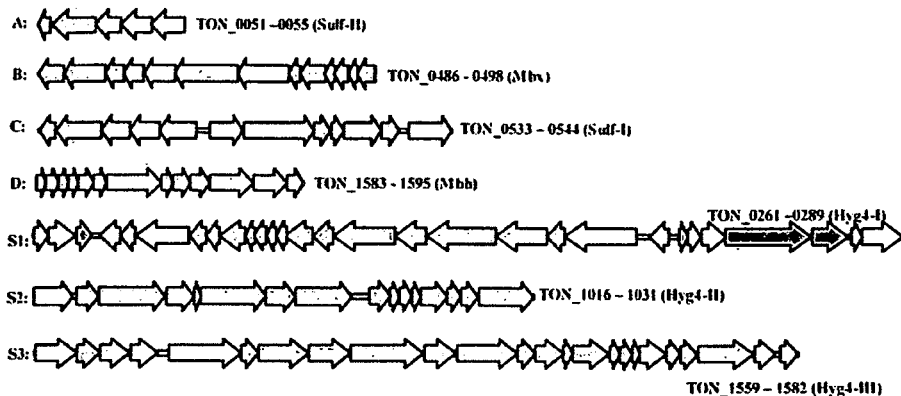 A: TON_0051 -0055 (Sulf-II)
B: TON_0486 - 0498 (Mbx)
C: TON_0533 - 0544 (Sulf-I)
D: TON_1583 - 1595 (Mbh)
TON_0261 -0289 (Hyg4-I)
S1:
S2: TON_1016 - 1031 (Hyg4-II)
S3:
TON_1559 - 1582 (Hyg4-III)